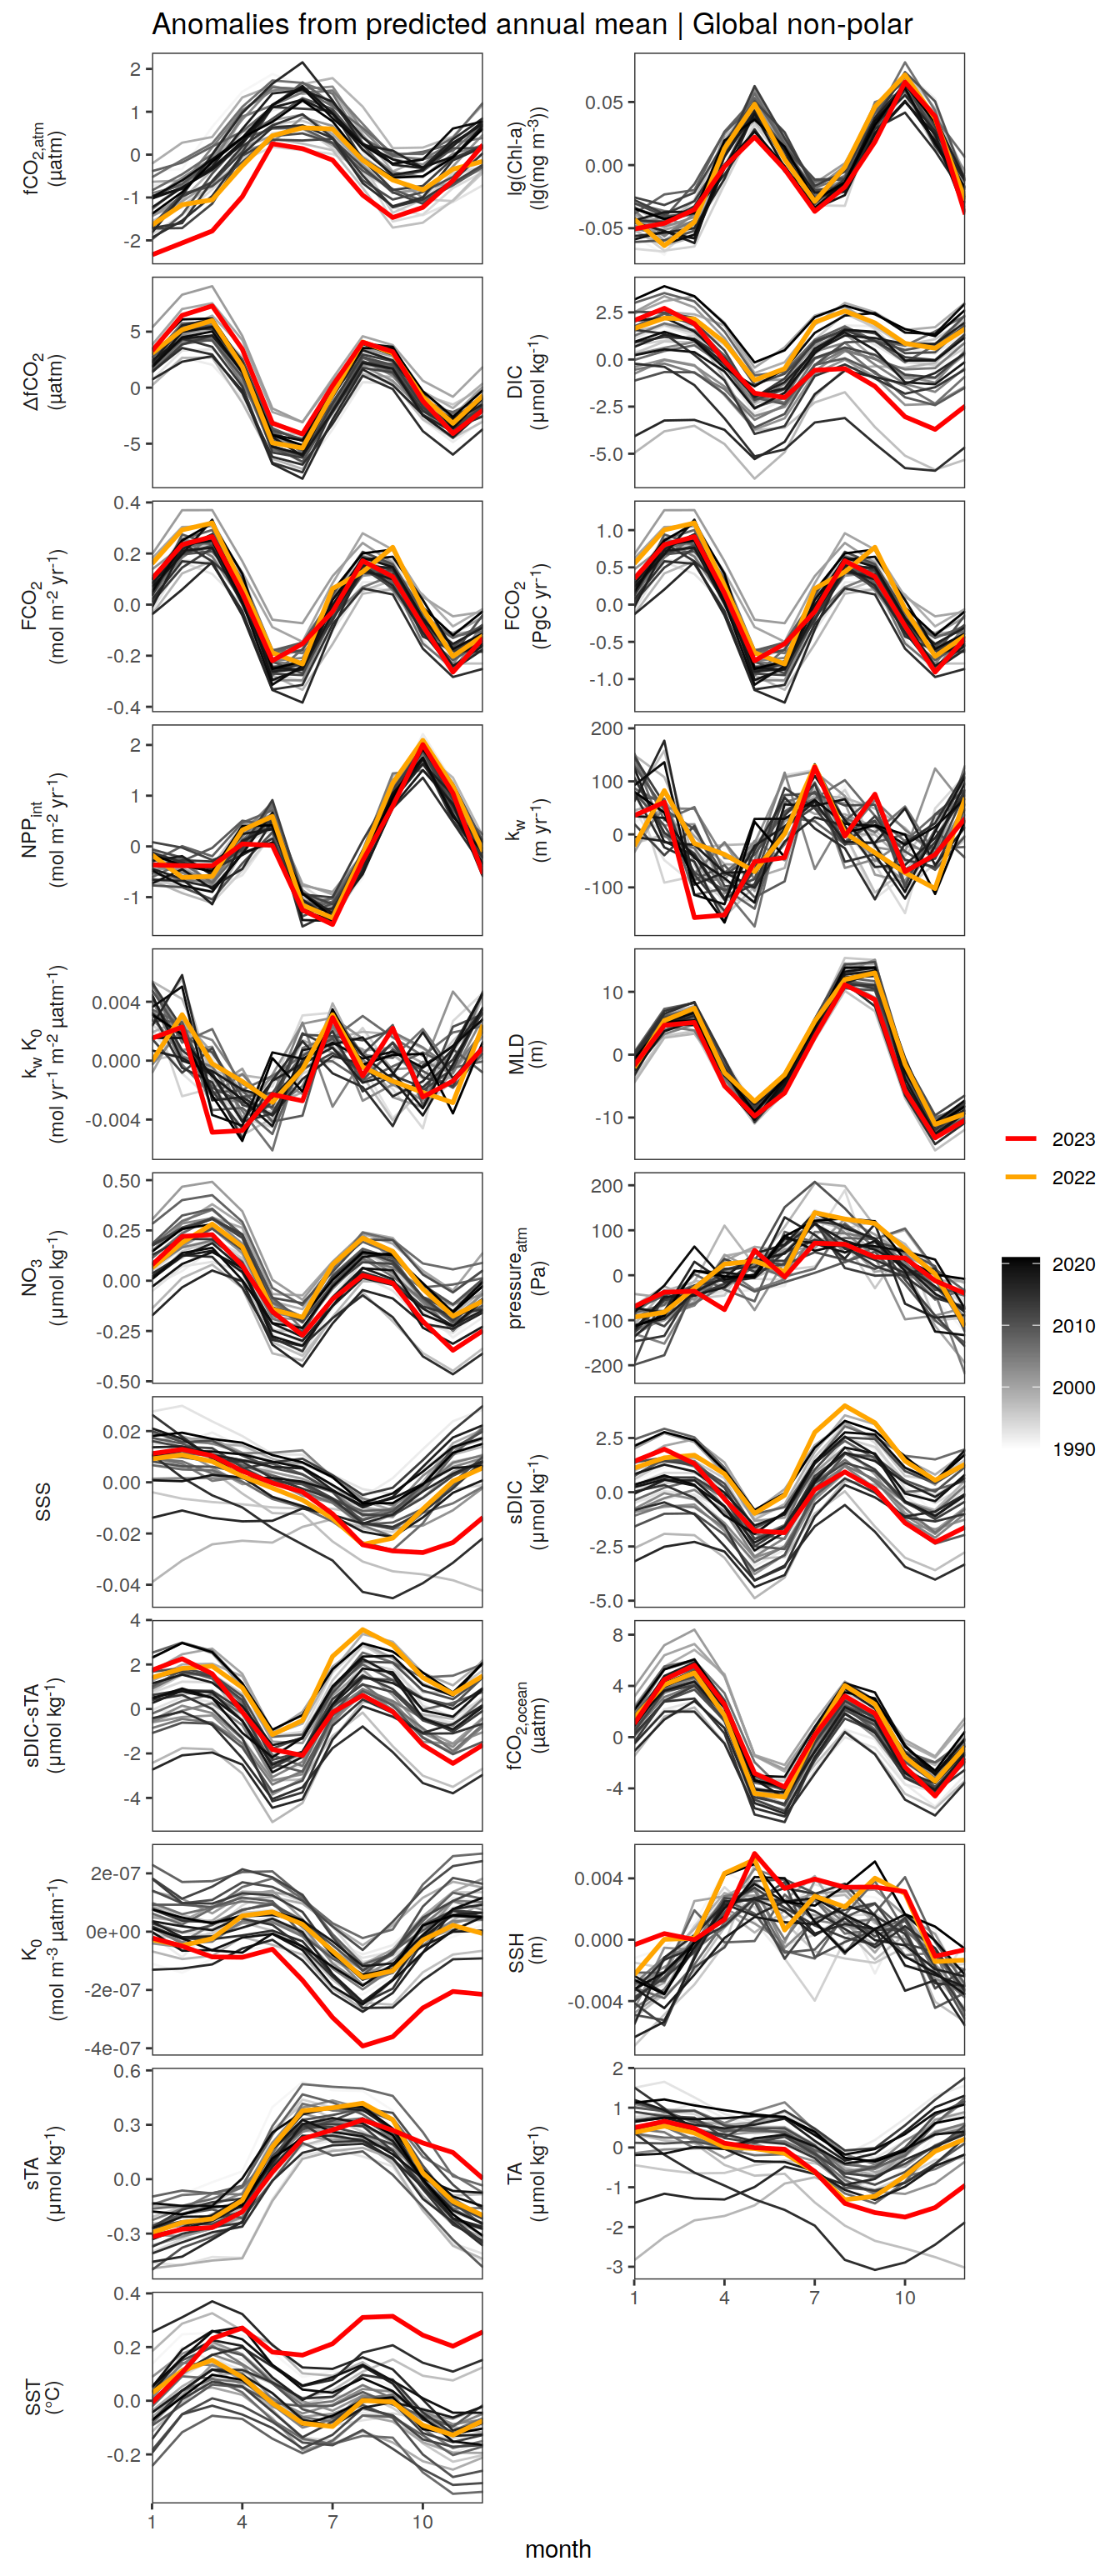 Anomalies from predicted annual mean | Global non-polar
fCO2,atm
(µatm)
2
1
0
-1
-2
lg(Chl-a)
(lg(mg m-3))
0.05
0.00
-0.05
ΔfCO2
(µatm)
5
0
-5
DIC
(µmol kg-1)
2.5
0.0
-2.5
-5.0
FCO2
(mol m-2 yr-1)
0.4
0.2
0.0
-0.2
-0.4
FCO2
(PgC yr-1)
1.0
0.5
0.0
-0.5
-1.0
NPPint
(mol m-2 yr-1)
2
1
0
-1
kw
(m yr-1)
200
100
0
-100
kw K0
(mol yr-1 m-2 µatm-1)
0.004
0.000
-0.004
MLD
(m)
10
0
-10
2023
2022
NO3
(µmol kg-1)
0.50
0.25
0.00
-0.25
-0.50
pressureatm
(Pa)
200
100
0
-100
-200
2020
2010
2000
1990
SSS
0.02
0.00
-0.02
-0.04
sDIC
(µmol kg-1)
2.5
0.0
-2.5
-5.0
sDIC-sTA
(µmol kg-1)
4
2
0
-2
-4
fCO2,ocean
(µatm)
8
4
0
-4
K0
(mol m-3 µatm-1)
2e-07
0e+00
-2e-07
-4e-07
SSH
(m)
0.004
0.000
-0.004
sTA
(µmol kg-1)
0.6
0.3
0.0
-0.3
TA
(µmol kg-1)
2
1
0
-1
-2
-3
1 4 7 10
SST
(°C)
0.4
0.2
0.0
-0.2
1 4 7 10
month